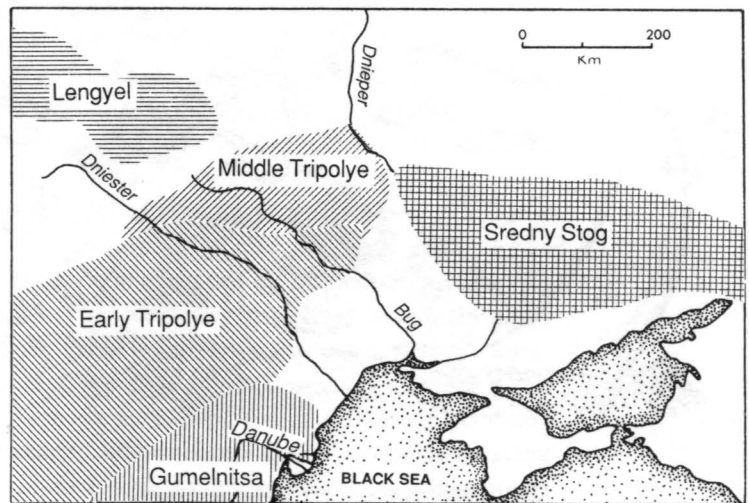 0 200
Km
Dnieper
Lengyel
Dniester
Middle Tripolye
Sredny Stog
Early Tripolye
Bug
Danube
Gumelnitsa
BLACK SEA